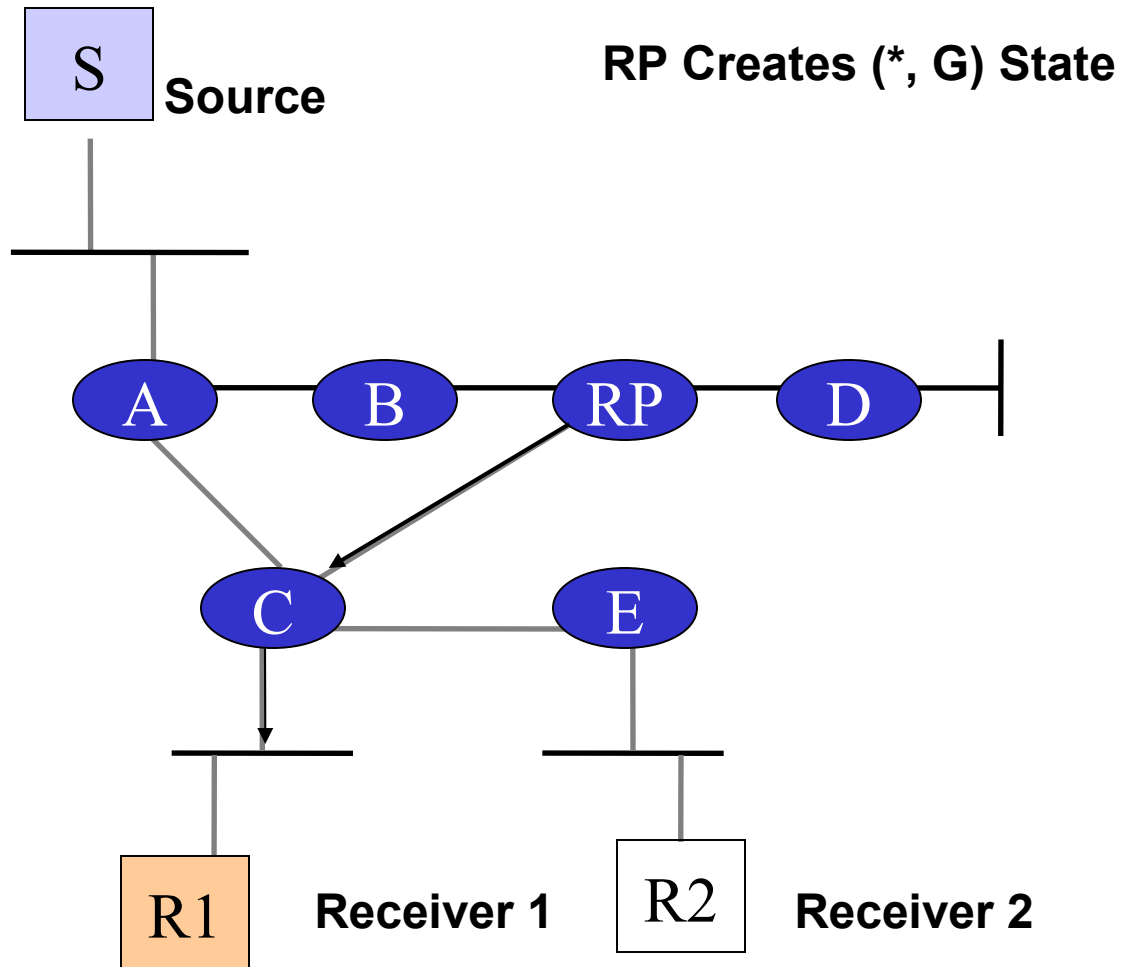 S
Source
RP Creates (*, G) State
A
B
RP
D
C
E
R1
Receiver 1
R2
Receiver 2